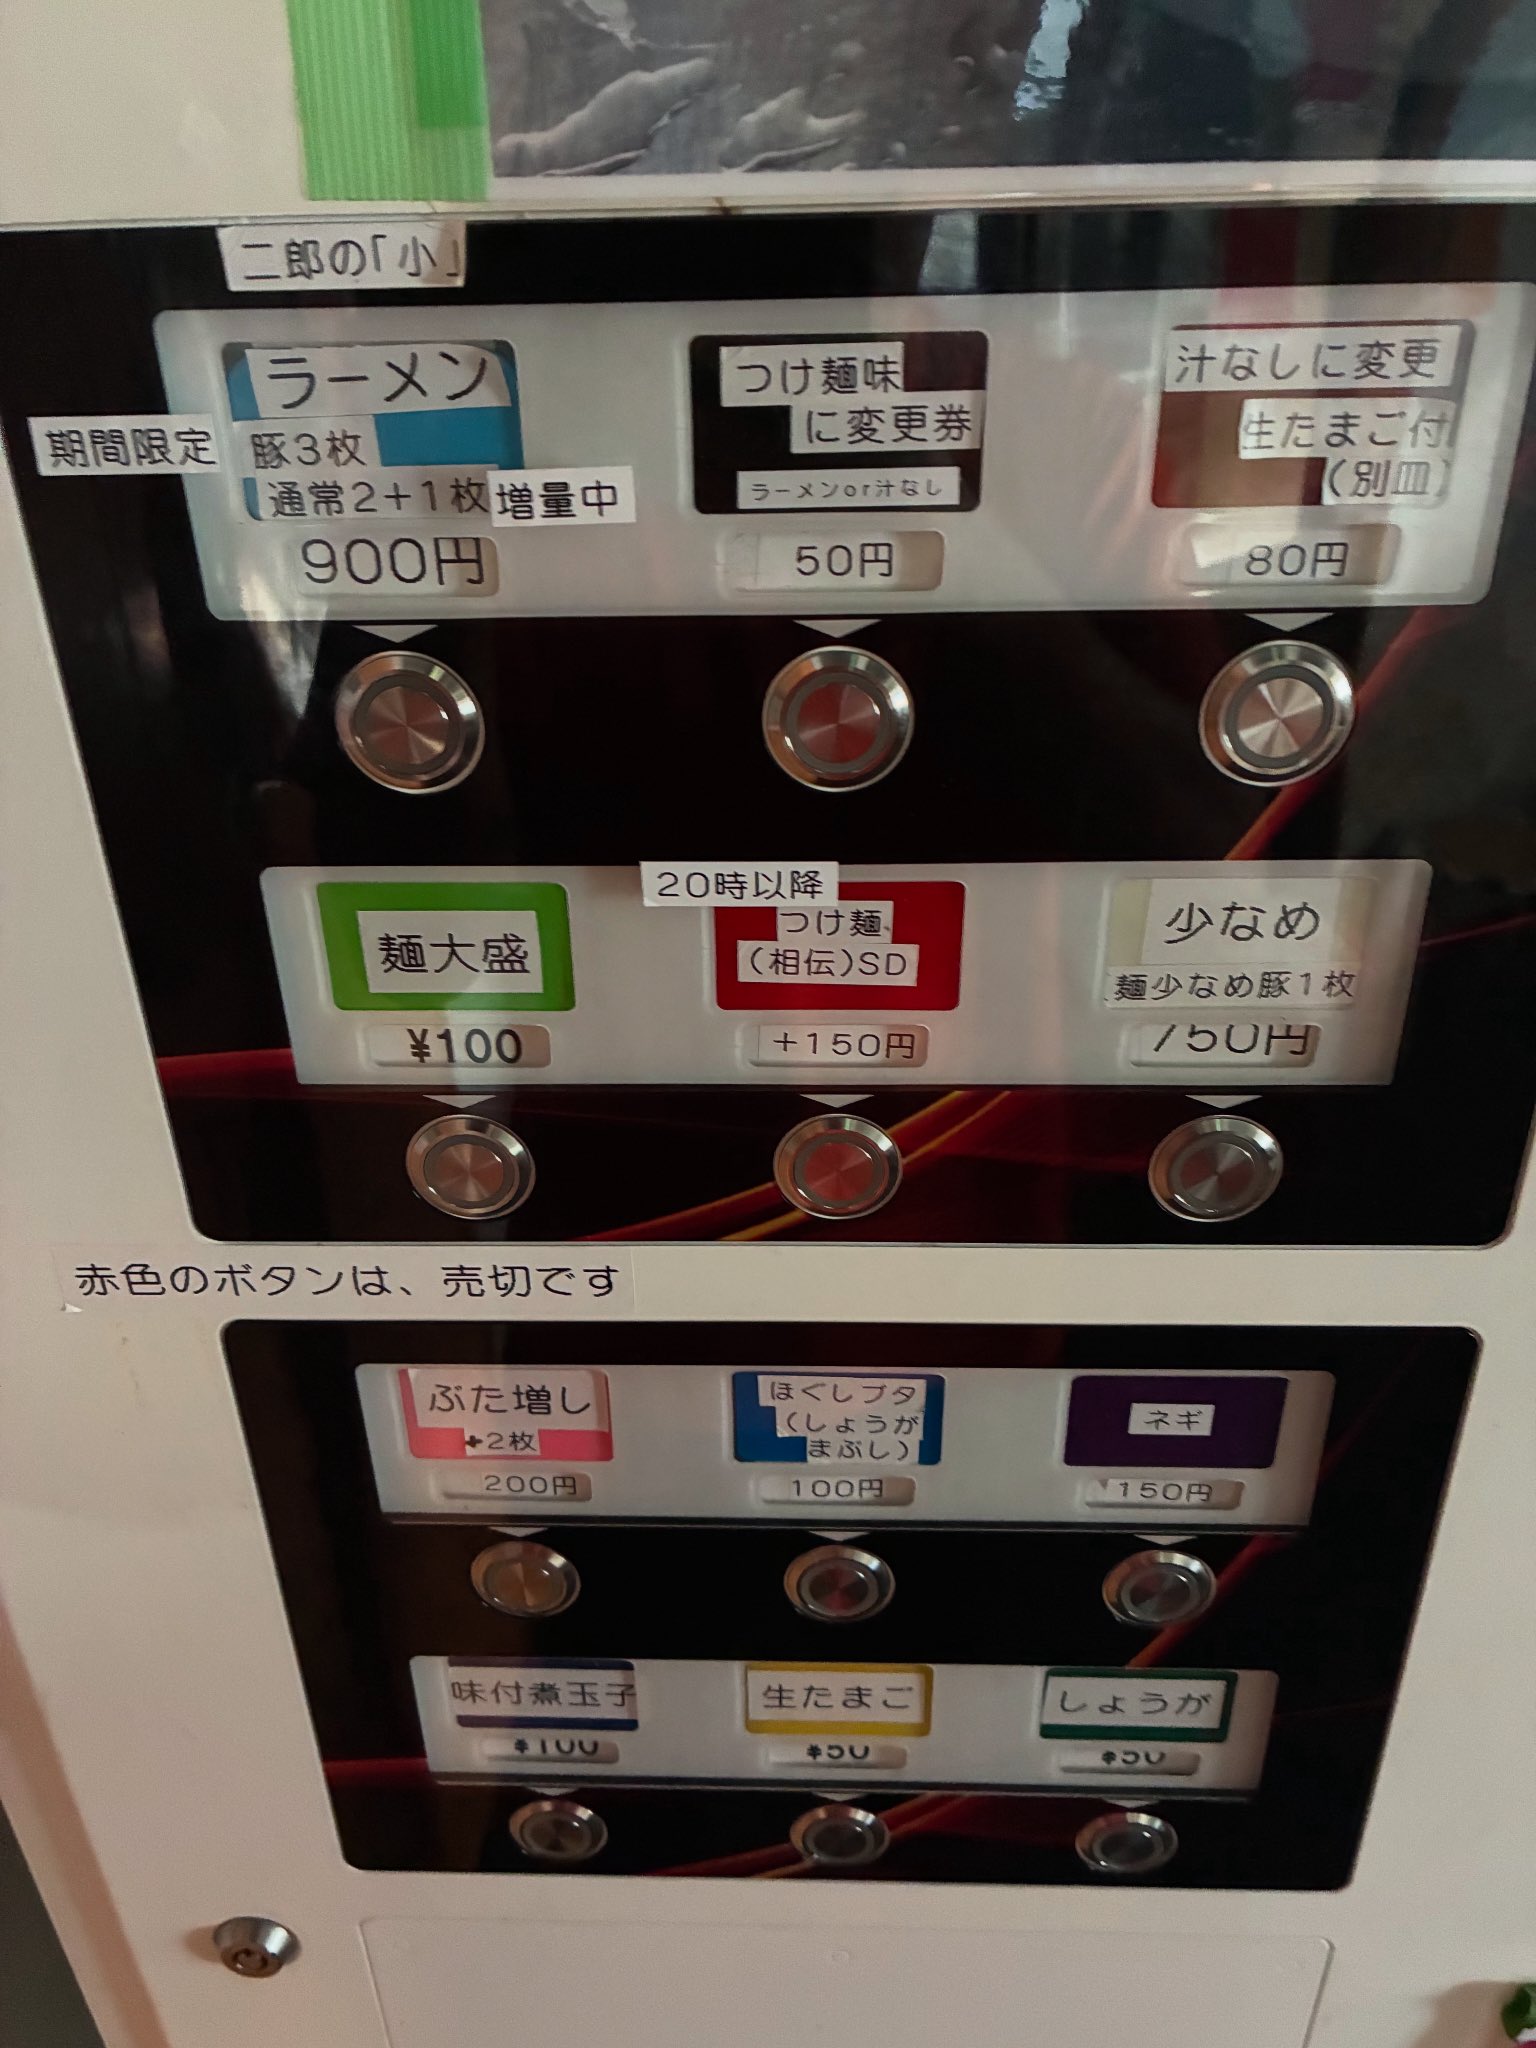 二郎の「小」
ラーメン
期間限定
豚3枚
通常2+1枚増量中
900円
つけ麺味
に変更券
ラーメンor汁なし
50円
汁なしに変更
生たまご付
(別皿)
80円
麺大盛
¥100
20時以降
つけ麺
(相伝)SD
+150円
少なめ
麺少なめ豚1枚
750円
赤色のボタンは、売切です
ぶた増し
+2枚
200円
ほぐしブタ
(しょうが
まぶし)
100円
ネギ
150円
味付煮玉子
¥100
生たまご
¥50
しょうが
¥50